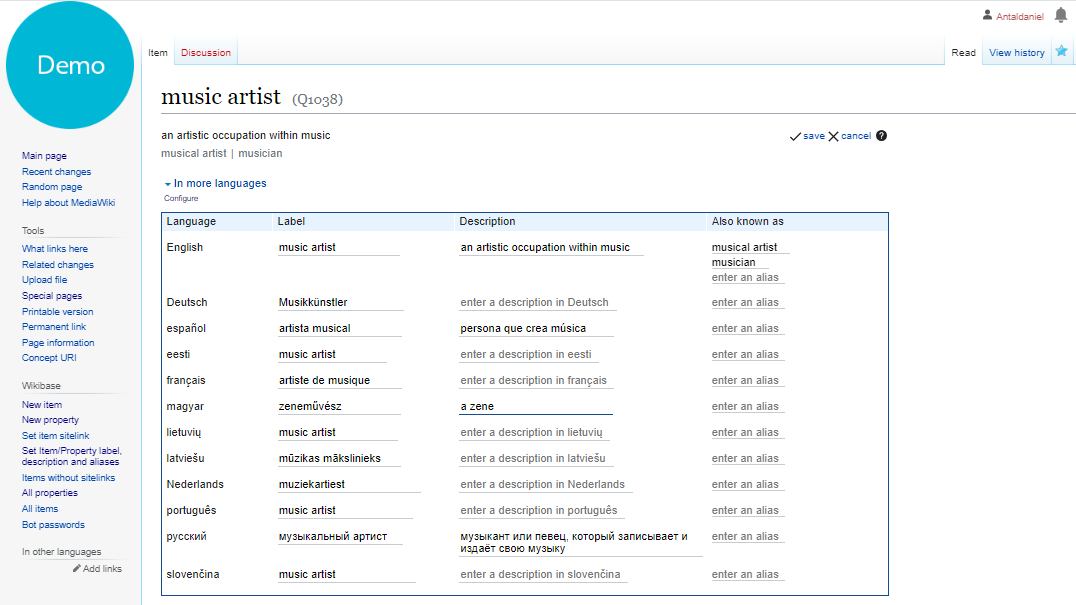 Demo
Antaldaniel
Item
Discussion
Read
View history
music artist (Q1038)
an artistic occupation within music
save cancel ?
musical artist | musician
In more languages
Configure
Language Label Description Also known as
English music artist an artistic occupation within music musical artist
musician
enter an alias
Deutsch Musikkünstler enter a description in Deutsch enter an alias
español artista musical persona que crea música enter an alias
eesti music artist enter a description in eesti enter an alias
français artiste de musique enter a description in français enter an alias
magyar zeneművész a zene enter an alias
lietuvių music artist enter a description in lietuvių enter an alias
latviešu mūzikas mākslinieks enter a description in latviešu enter an alias
Nederlands muziekartiest enter a description in Nederlands enter an alias
português music artist enter a description in português enter an alias
русский музыкальный артист музыкант или певец, который записывает и enter an alias
издаёт свою музыку
slovenčina music artist enter a description in slovenčina enter an alias
Main page
Recent changes
Random page
Help about MediaWiki
Tools
What links here
Related changes
Upload file
Special pages
Printable version
Permanent link
Page information
Concept URI
Wikibase
New item
New property
Set item sitelink
Set Item/Property label,
description and aliases
Items without sitelinks
All properties
All items
Bot passwords
In other languages
Add links